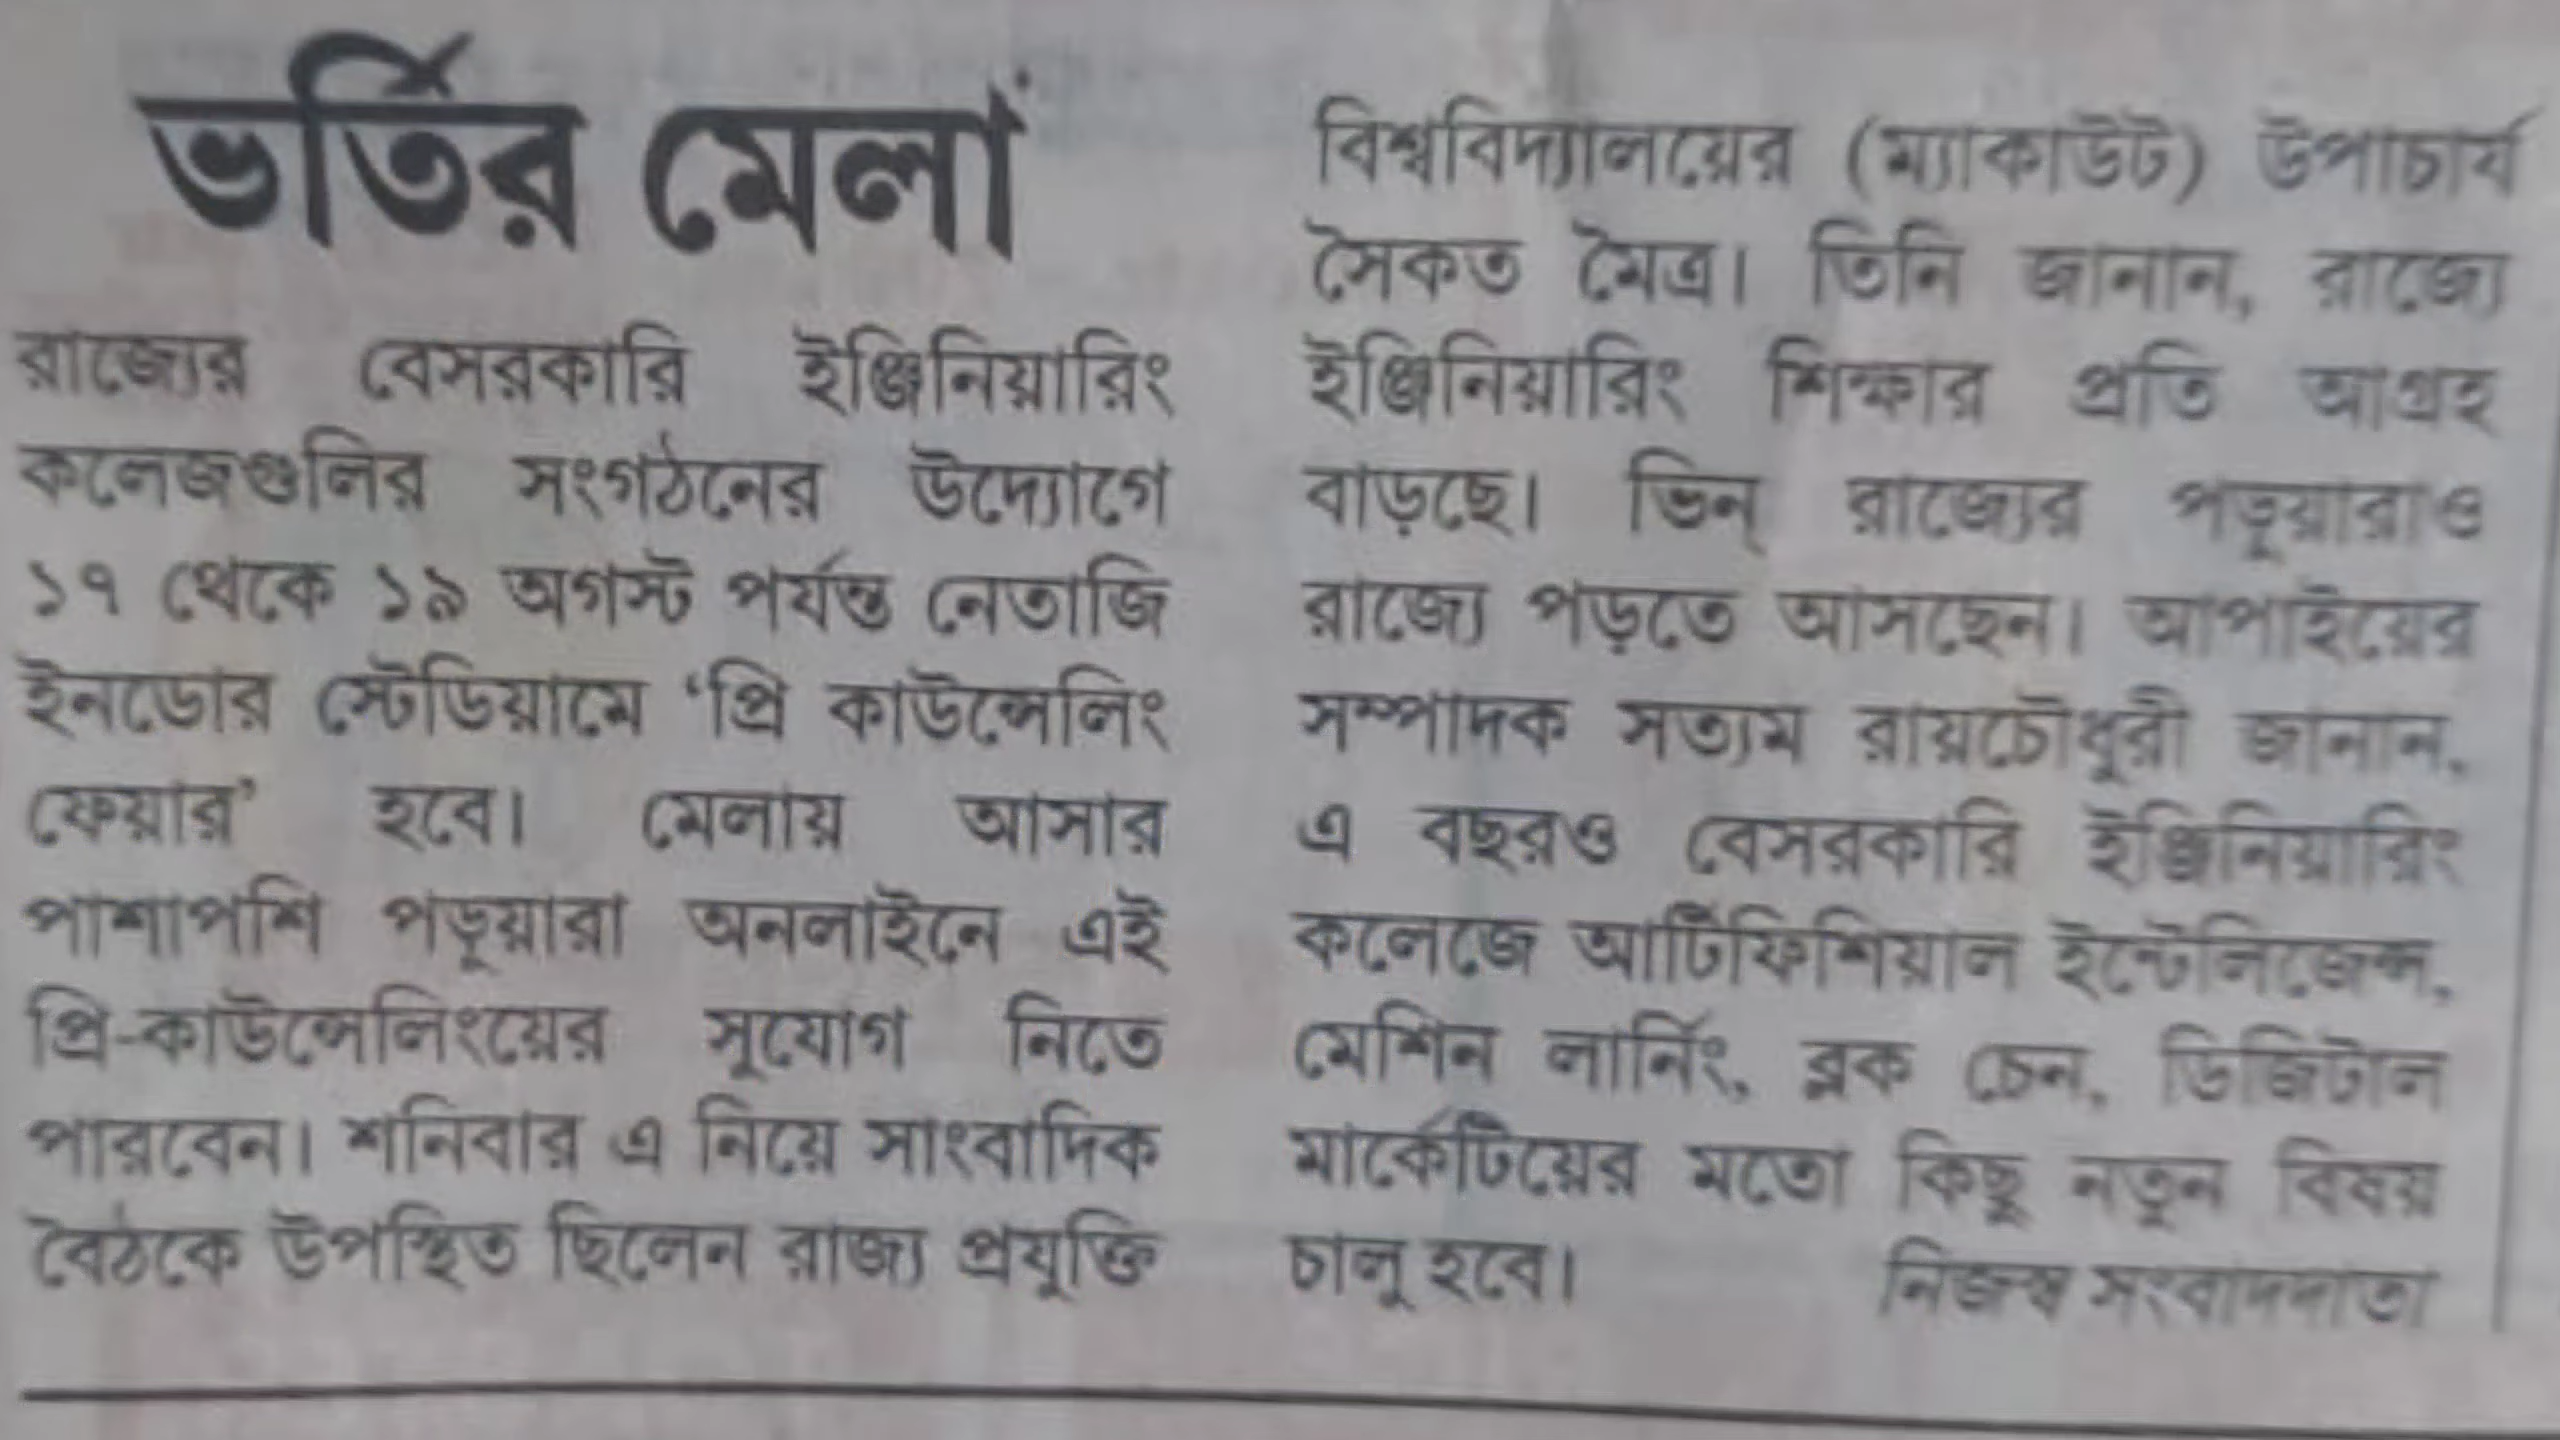 ভর্তির মেলা
রাজ্যের বেসরকারি ইঞ্জিনিয়ারিং
কলেজগুলির সংগঠনের উদ্যোগে
১৭ থেকে ১৯ অগস্ট পর্যন্ত নেতাজি
ইনডোর স্টেডিয়ামে ‘প্রি কাউন্সেলিং
ফেয়ার’ হবে। মেলায় আসার
পাশাপশি পড়ুয়ারা অনলাইনে এই
প্রি-কাউন্সেলিংয়ের সুযোগ নিতে
পারবেন। শনিবার এ নিয়ে সাংবাদিক
বৈঠকে উপস্থিত ছিলেন রাজ্য প্রযুক্তি
বিশ্ববিদ্যালয়ের (ম্যাকাউট) উপাচার্য
সৈকত মৈত্র। তিনি জানান, রাজ্যে
ইঞ্জিনিয়ারিং শিক্ষার প্রতি আগ্রহ
বাড়ছে। ভিন্ রাজ্যের পড়ুয়ারাও
রাজ্যে পড়তে আসছেন। আপাইয়ের
সম্পাদক সত্যম রায়চৌধুরী জানান,
এ বছরও বেসরকারি ইঞ্জিনিয়ারিং
কলেজে আর্টিফিশিয়াল ইন্টেলিজেন্স,
মেশিন লার্নিং, ব্লক চেন, ডিজিটাল
মার্কেটিয়ের মতো কিছু নতুন বিষয়
চালু হবে।
নিজস্ব সংবাদদাতা